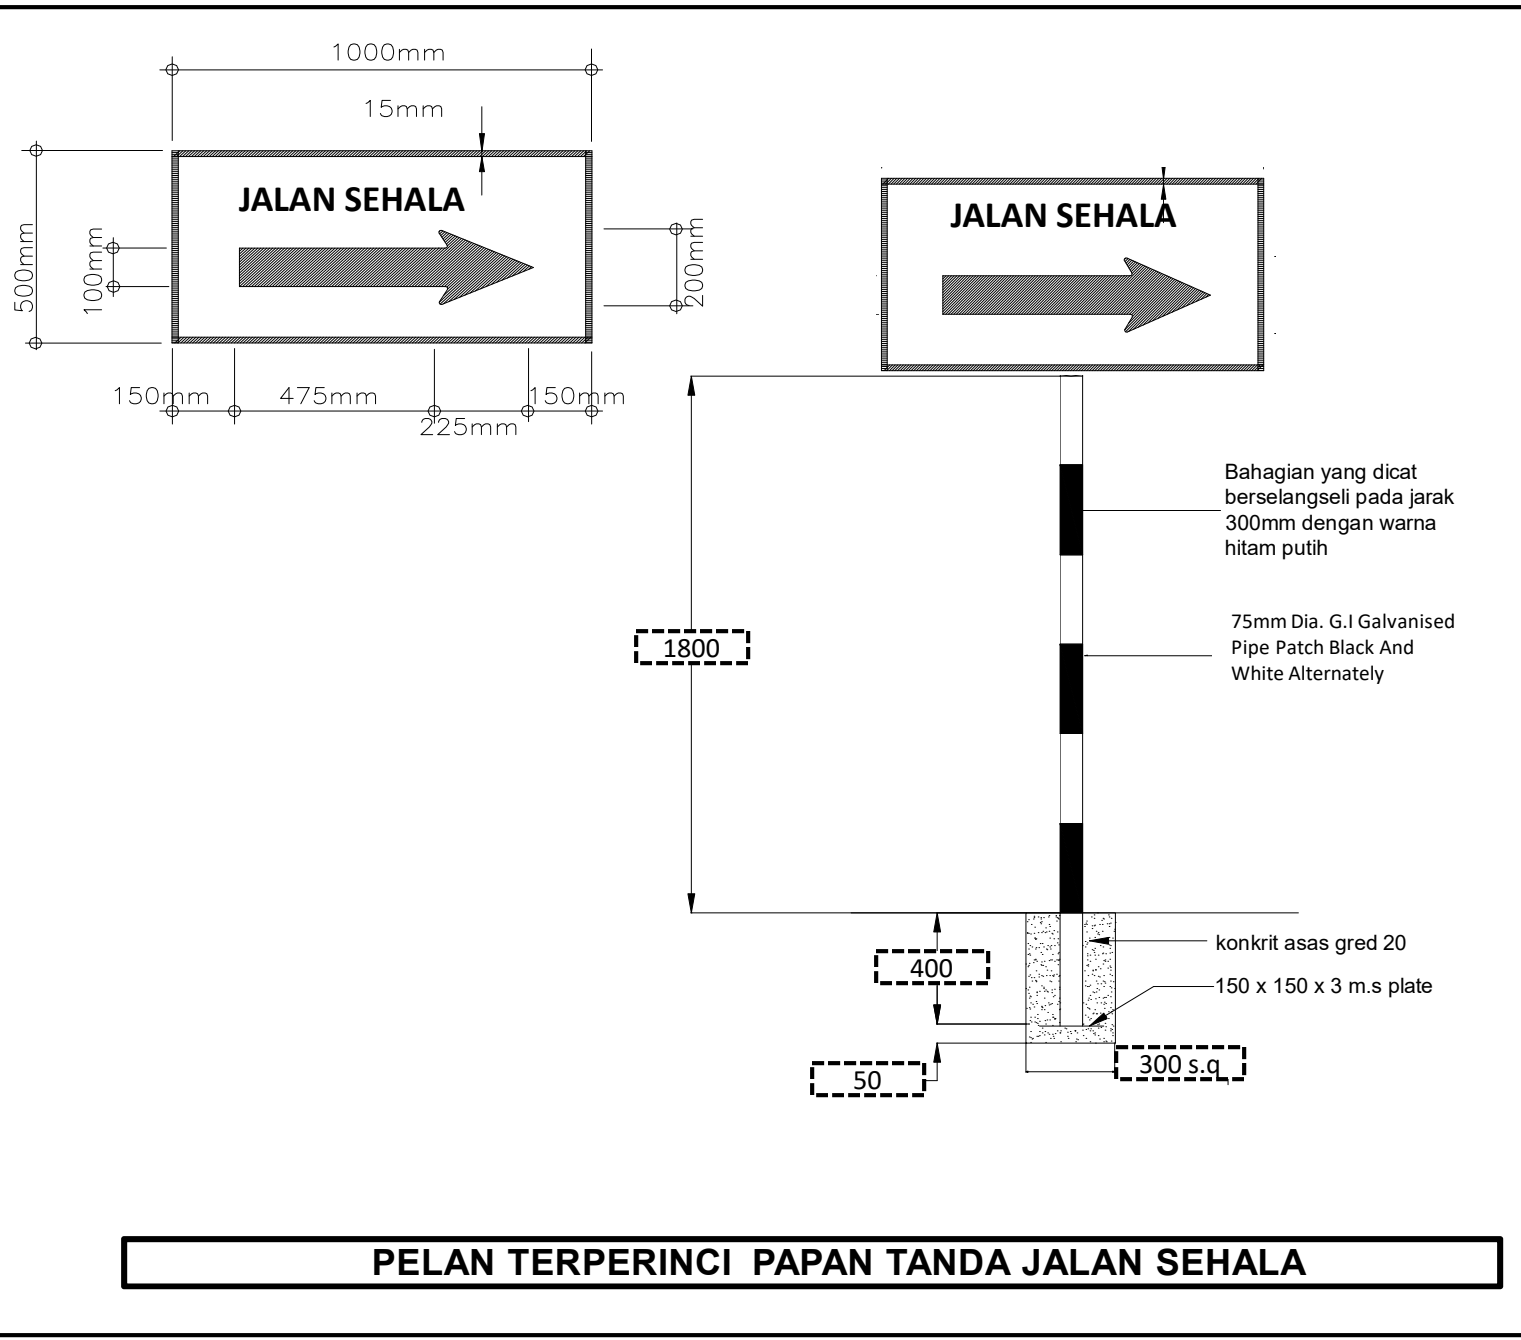 1000mm
15mm
JALAN SEHALA
500mm
100mm
200mm
150mm
475mm
225mm
150mm
JALAN SEHALA
Bahagian yang dicat
berselangseli pada jarak
300mm dengan warna
hitam putih
75mm Dia. G.I Galvanised
Pipe Patch Black And
White Alternately
1800
400
konkrit asas gred 20
150 x 150 x 3 m.s plate
50
300 s.q
PELAN TERPERINCI PAPAN TANDA JALAN SEHALA